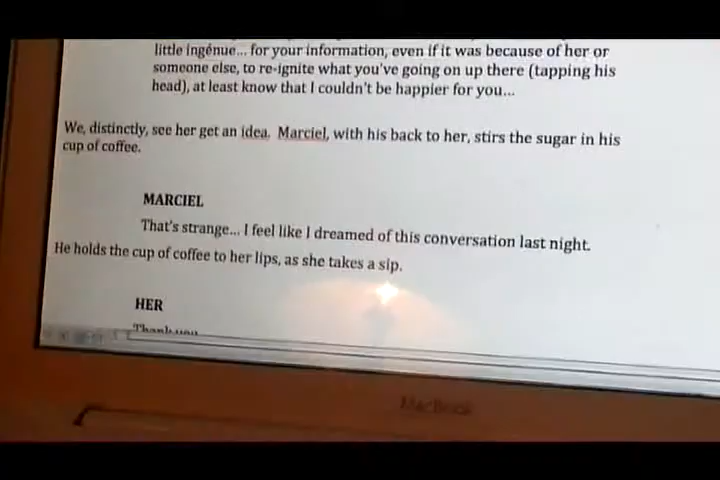 little ingénue... for your information, even if it was because of her or
someone else, to re-ignite what you've going on up there (tapping his
head), at least know that I couldn't be happier for you...
We, distinctly, see her get an idea. Marciel, with his back to her, stirs the sugar in his
cup of coffee.
MARCIEL
That's strange... I feel like I dreamed of this conversation last night.
He holds the cup of coffee to her lips, as she takes a sip.
HER
Thank you
MacBook